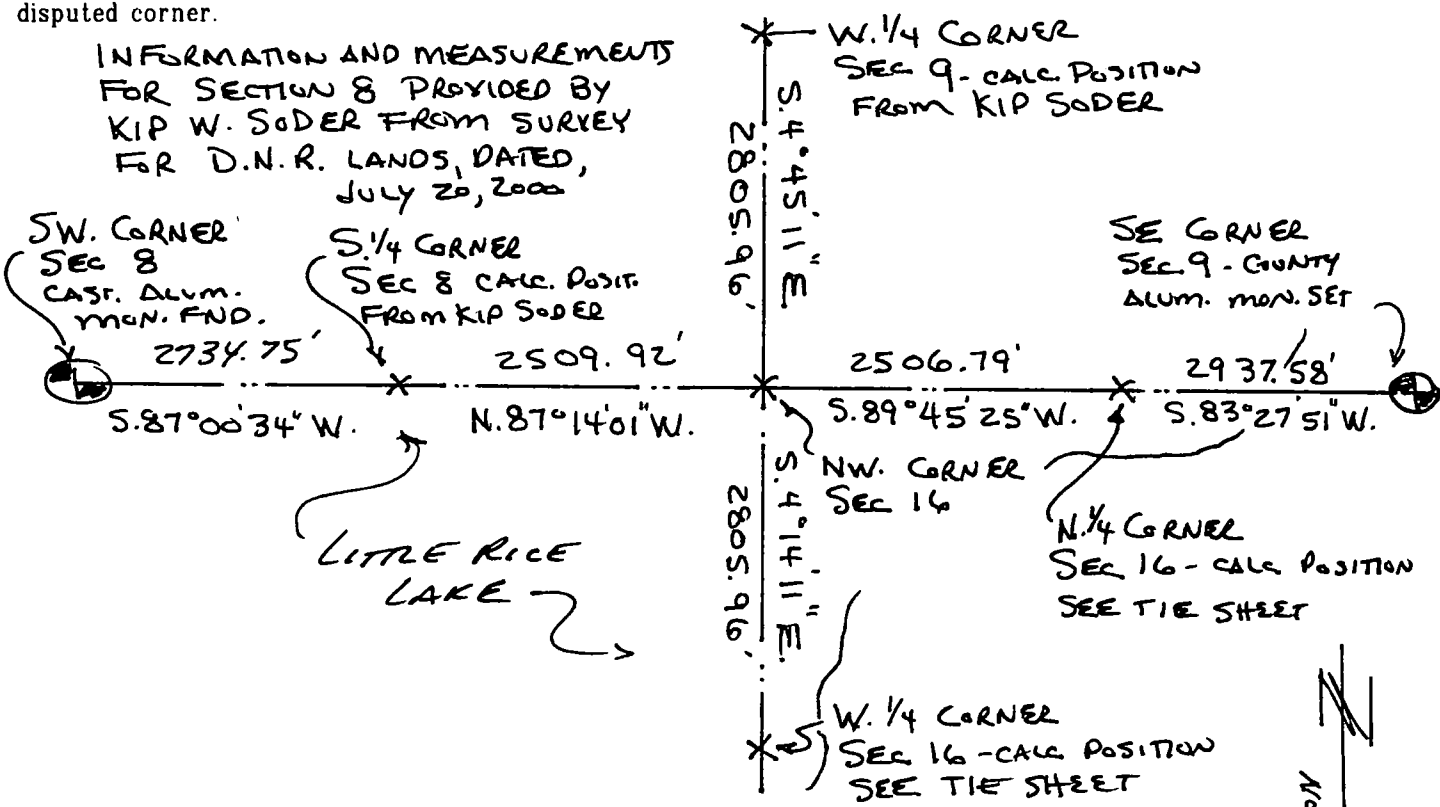 disputed corner.
INFORMATION AND MEASUREMENTS
FOR SECTION 8 PROVIDED BY
KIP W. SODER FROM SURVEY
FOR D.N.R. LANDS, DATED,
JULY 20, 2000
W. 1/4 CORNER
SEC 9 - CALC. POSITION
FROM KIP SODER
S. 4° 45' 11" E.
2805.96'
SW. CORNER
SEC 8
CAST. ALUM.
MON. FND.
S. 1/4 CORNER
SEC 8 CALC. POSIT.
FROM KIP SODER
SE CORNER
SEC. 9 - COUNTY
ALUM. MON. SET
2734.75'
2509.92'
2506.79'
2937.58'
S.87°00'34" W.
N.87°14'01" W.
S.89°45'25" W.
S.83°27'51" W.
NW. CORNER
SEC 16
S. 4° 14' 11" E.
2805.96'
N. 1/4 CORNER
SEC 16 - CALC POSITION
SEE TIE SHEET
LITTLE RICE
LAKE
W. 1/4 CORNER
SEC 16 - CALC POSITION
SEE TIE SHEET
N